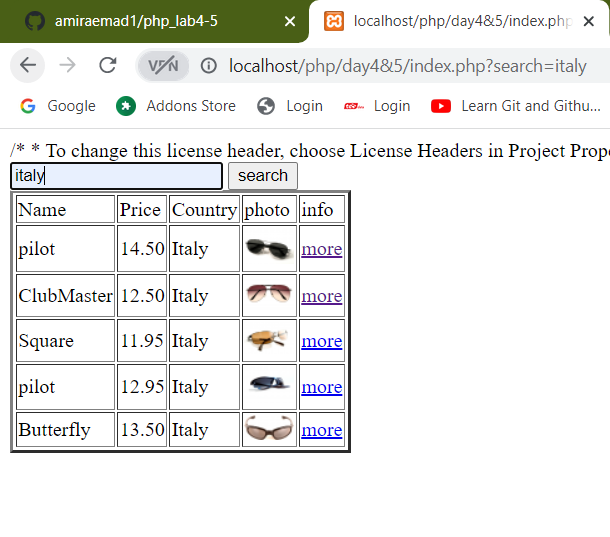 amiraemad1/php_lab4-5
localhost/php/day4&5/index.php
VPN localhost/php/day4&5/index.php?search=italy
Google Addons Store Login Login Learn Git and Githu...
/* * To change this license header, choose License Headers in Project Prope
italy search
Name Price Country photo info
pilot 14.50 Italy more
ClubMaster 12.50 Italy more
Square 11.95 Italy more
pilot 12.95 Italy more
Butterfly 13.50 Italy more